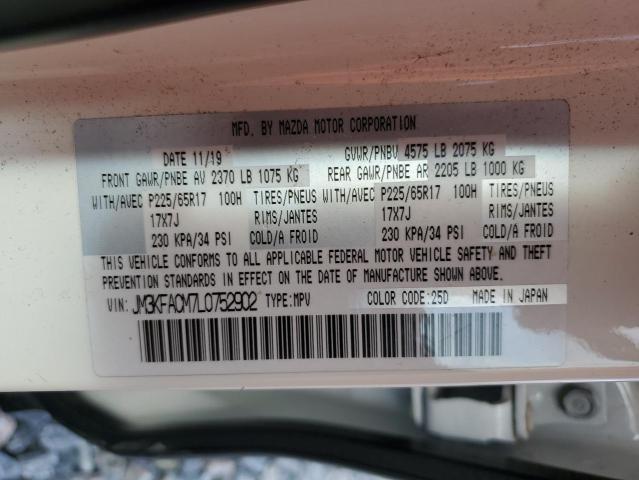 MFD. BY MAZDA MOTOR CORPORATION
DATE 11/19 GVWR/PNBV 4575 LB 2075 KG
FRONT GAWR/PNBE AV 2370 LB 1075 KG REAR GAWR/PNBE AR 2205 LB 1000 KG
WITH/AVEC P225/65R17 100H TIRES/PNEUS WITH/AVEC P225/65R17 100H TIRES/PNEUS
17X7J RIMS/JANTES 17X7J RIMS/JANTES
230 KPA/34 PSI COLD/A FROID 230 KPA/34 PSI COLD/A FROID
THIS VEHICLE CONFORMS TO ALL APPLICABLE FEDERAL MOTOR VEHICLE SAFETY AND THEFT
PREVENTION STANDARDS IN EFFECT ON THE DATE OF MANUFACTURE SHOWN ABOVE.
VIN: JM3KFACM7L0752902 TYPE:MPV COLOR CODE:25D MADE IN JAPAN